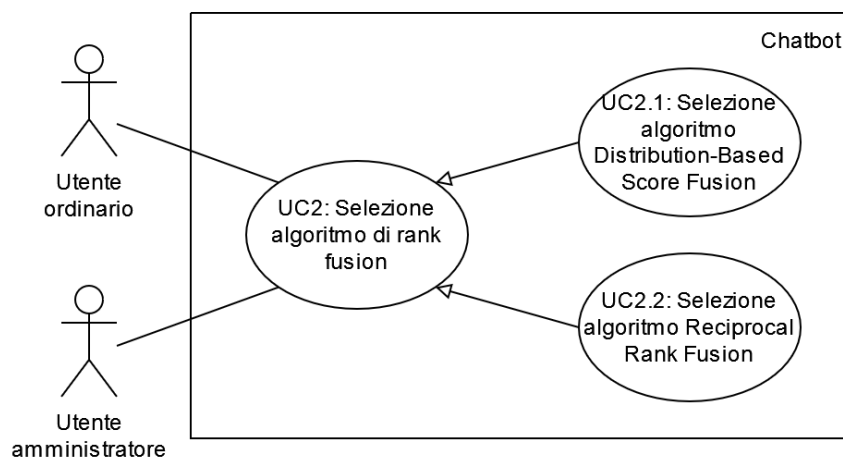 Chatbot
Utente
ordinario
UC2: Selezione
algoritmo di rank
fusion
UC2.1: Selezione
algoritmo
Distribution-Based
Score Fusion
UC2.2: Selezione
algoritmo Reciprocal
Rank Fusion
Utente
amministratore